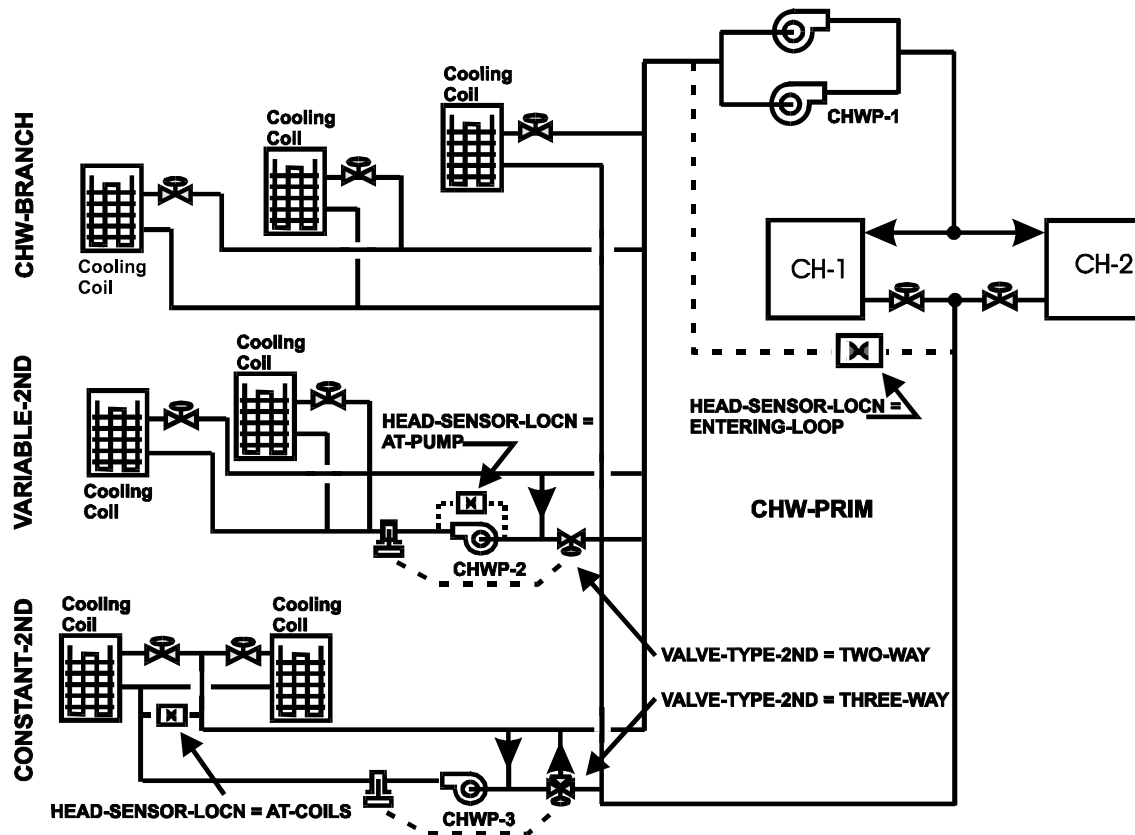 CHW-BRANCH
Cooling
Coil
Cooling
Coil
Cooling
Coil
CHWP-1
CH-1
CH-2
HEAD-SENSOR-LOCN =
ENTERING-LOOP
CHW-PRIM
VARIABLE-2ND
Cooling
Coil
Cooling
Coil
HEAD-SENSOR-LOCN =
AT-PUMP
CHWP-2
VALVE-TYPE-2ND = TWO-WAY
VALVE-TYPE-2ND = THREE-WAY
CONSTANT-2ND
Cooling
Coil
Cooling
Coil
HEAD-SENSOR-LOCN = AT-COILS
CHWP-3